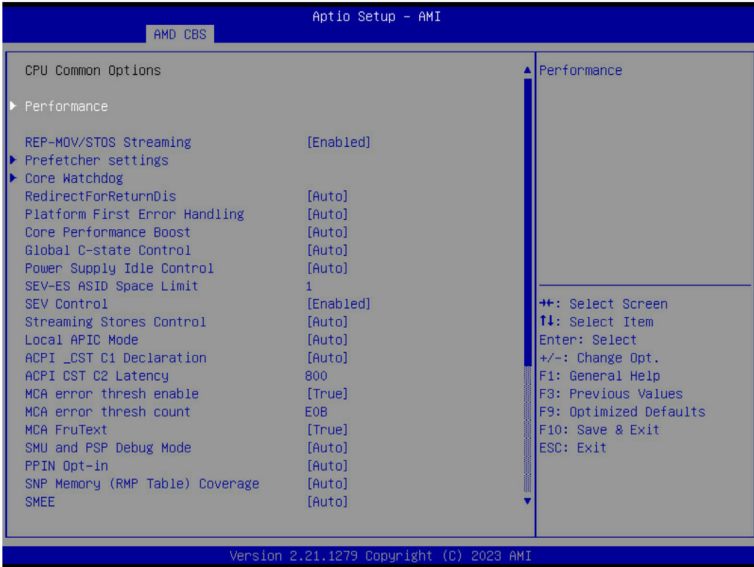 Aptio Setup – AMI
AMD CBS
CPU Common Options
Performance
REP-MOV/STOS Streaming [Enabled]
Prefetcher settings
Core Watchdog
RedirectForReturnDis [Auto]
Platform First Error Handling [Auto]
Core Performance Boost [Auto]
Global C-state Control [Auto]
Power Supply Idle Control [Auto]
SEV-ES ASID Space Limit 1
SEV Control [Enabled]
Streaming Stores Control [Auto]
Local APIC Mode [Auto]
ACPI _CST C1 Declaration [Auto]
ACPI CST C2 Latency 800
MCA error thresh enable [True]
MCA error thresh count E0B
MCA FruText [True]
SMU and PSP Debug Mode [Auto]
PPIN Opt-in [Auto]
SNP Memory (RMP Table) Coverage [Auto]
SMEE [Auto]
Performance
→←: Select Screen
↑↓: Select Item
Enter: Select
+/-: Change Opt.
F1: General Help
F3: Previous Values
F9: Optimized Defaults
F10: Save & Exit
ESC: Exit
Version 2.21.1279 Copyright (C) 2023 AMI